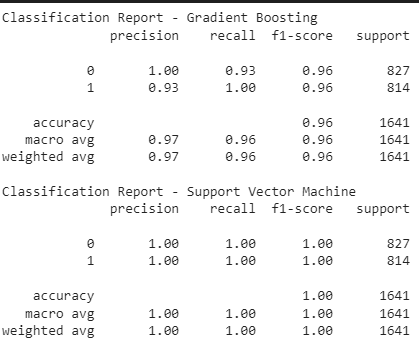 Classification Report - Gradient Boosting
precision recall f1-score support
0 1.00 0.93 0.96 827
1 0.93 1.00 0.96 814
accuracy 0.96 1641
macro avg 0.97 0.96 0.96 1641
weighted avg 0.97 0.96 0.96 1641
Classification Report - Support Vector Machine
precision recall f1-score support
0 1.00 1.00 1.00 827
1 1.00 1.00 1.00 814
accuracy 1.00 1641
macro avg 1.00 1.00 1.00 1641
weighted avg 1.00 1.00 1.00 1641